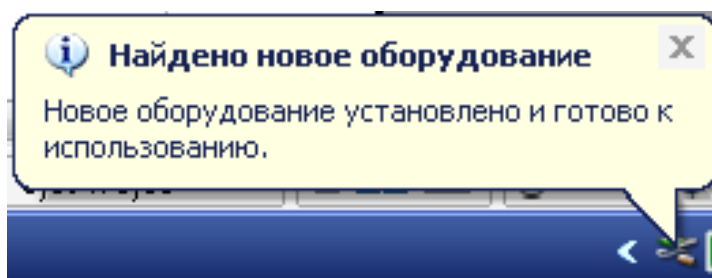 Найдено новое оборудование
Новое оборудование установлено и готово к
использованию.